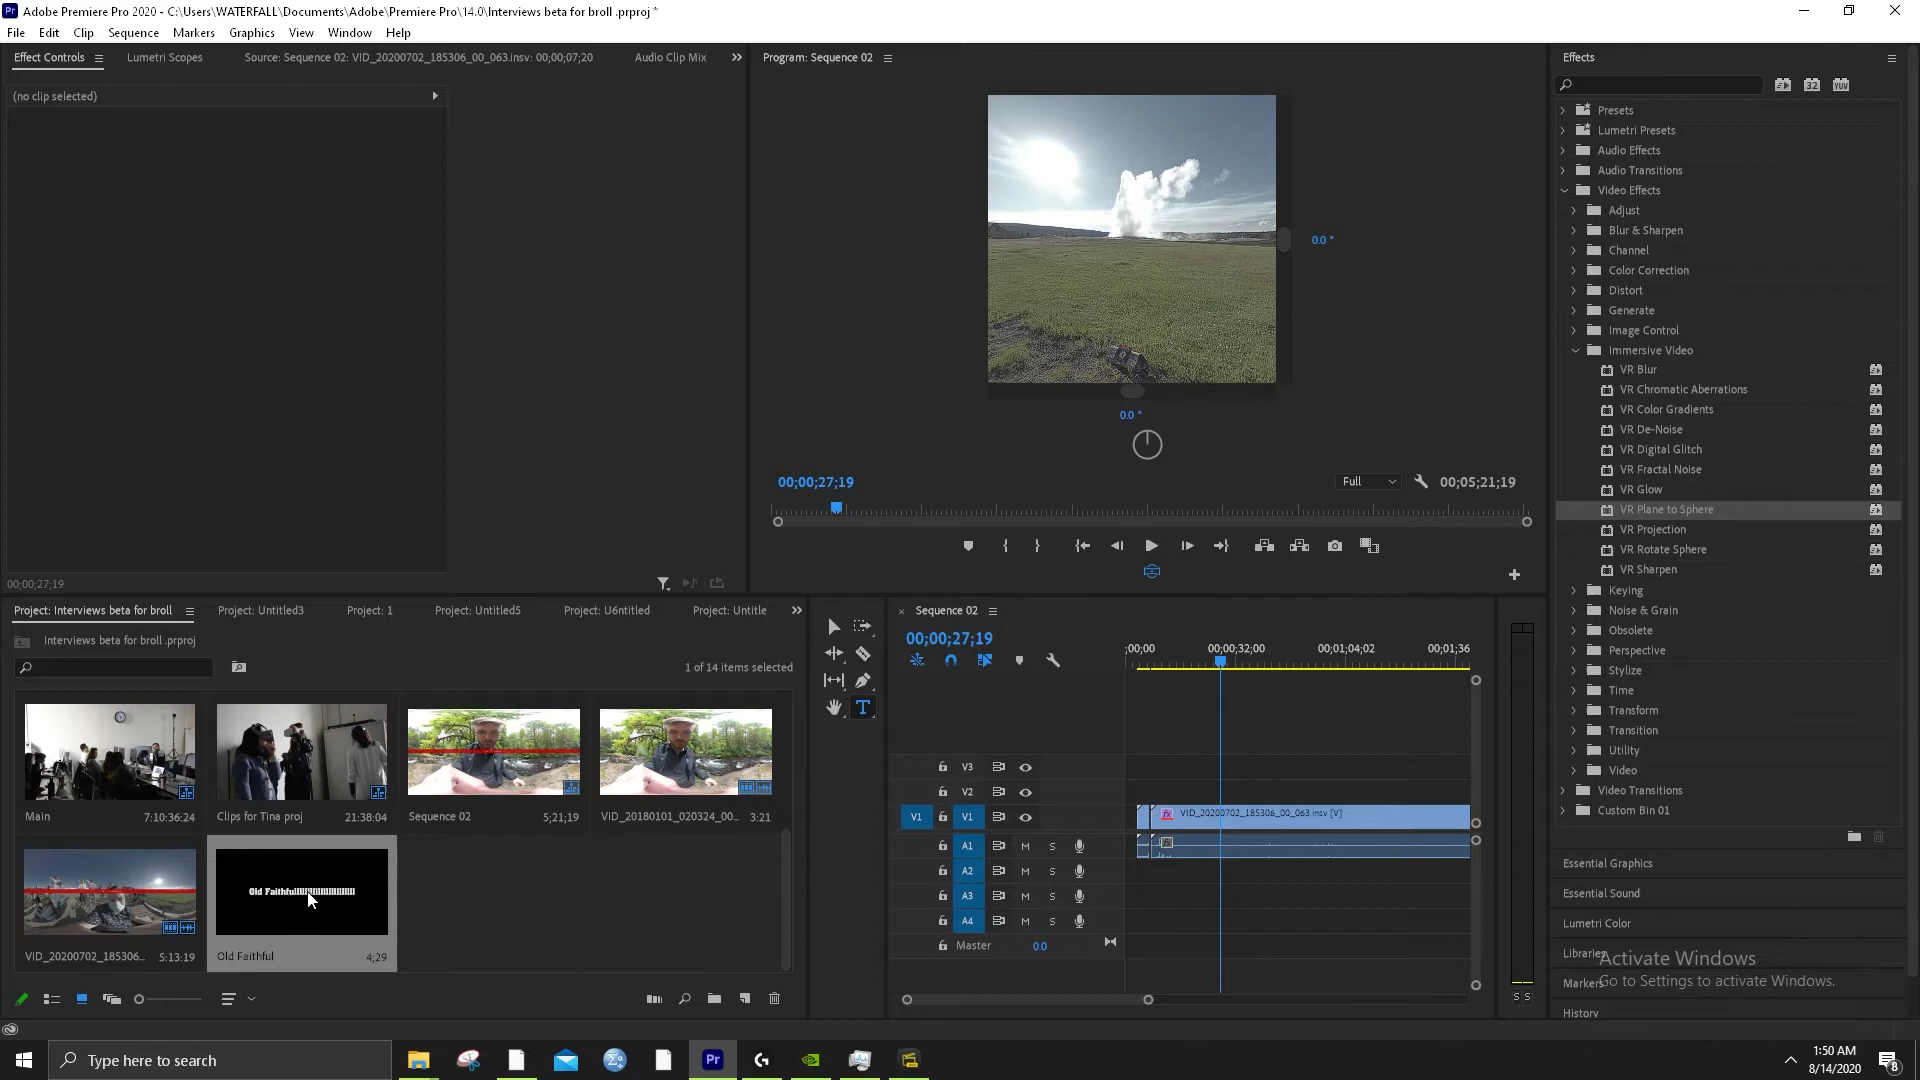 Pr Adobe Premiere Pro 2020 - C:\Users\WATERFALL\Documents\Adobe\Premiere Pro\14.0\Interviews beta for broll .prproj *
File Edit Clip Sequence Markers Graphics View Window Help
Effect Controls Lumetri Scopes Source: Sequence 02: VID_20200702_185306_00_063.insv: 00;00;07;20 Audio Clip Mix
(no clip selected)
00;00;27;19
Program: Sequence 02
0.0 °
0.0 °
00;00;27;19 Full 00;05;21;19
Effects
32 YUV
Presets
Lumetri Presets
Audio Effects
Audio Transitions
Video Effects
Adjust
Blur & Sharpen
Channel
Color Correction
Distort
Generate
Image Control
Immersive Video
VR Blur
VR Chromatic Aberrations
VR Color Gradients
VR De-Noise
VR Digital Glitch
VR Fractal Noise
VR Glow
VR Plane to Sphere
VR Projection
VR Rotate Sphere
VR Sharpen
Keying
Noise & Grain
Obsolete
Perspective
Stylize
Time
Transform
Transition
Utility
Video
Video Transitions
Custom Bin 01
Essential Graphics
Essential Sound
Lumetri Color
Libraries
Markers
History
Activate Windows
Go to Settings to activate Windows.
Project: Interviews beta for broll Project: Untitled3 Project: 1 Project: Untitled5 Project: U6ntitled Project: Untitle
Interviews beta for broll .prproj
1 of 14 items selected
Main 7:10:36:24
Clips for Tina proj 21:38:04
Sequence 02 5;21;19
VID_20180101_020324_00... 3:21
VID_20200702_185306... 5:13:19
Old Faithful 4;29
T
Sequence 02
00;00;27;19
;00;00 00;00;32;00 00;01;04;02 00;01;36
V3
V2
V1 V1 fx VID_20200702_185306_00_063.insv [V]
A1 M S
A2 M S
A3 M S
A4 M S
Master 0.0
S S
Type here to search
Pr
1:50 AM
8/14/2020
8